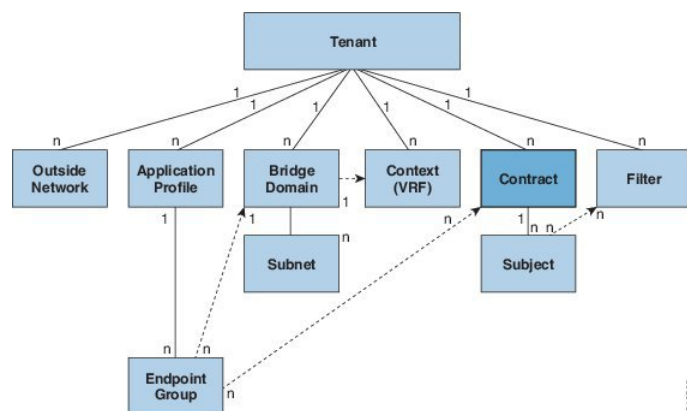 Tenant
1 1 1 1 1 1
n n n n n n
Outside
Network
Application
Profile
Bridge
Domain
Context
(VRF)
Contract
Filter
1 1 n 1 n 1 n n n
Subnet
Subject
n n
Endpoint
Group
n